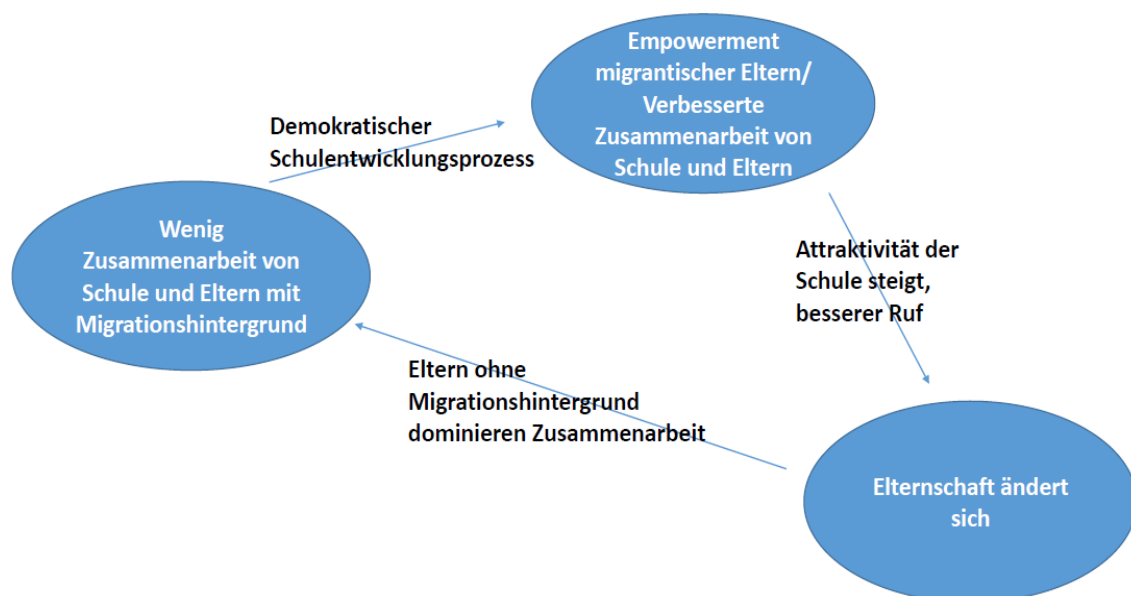 Empowerment
migrantischer Eltern/
Verbesserte
Zusammenarbeit von
Schule und Eltern
Demokratischer
Schulentwicklungsprozess
Wenig
Zusammenarbeit von
Schule und Eltern mit
Migrationshintergrund
Attraktivität der
Schule steigt,
besserer Ruf
Eltern ohne
Migrationshintergrund
dominieren Zusammenarbeit
Elternschaft ändert
sich